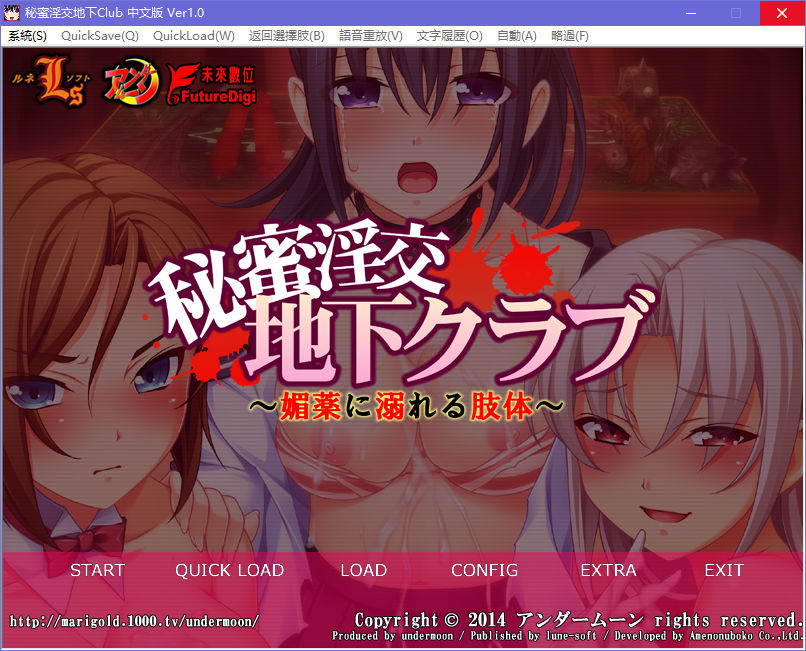 秘蜜淫交地下Club 中文版 Ver1.0
系統(S) QuickSave(Q) QuickLoad(W) 返回選擇肢(B) 語音重放(V) 文字履歷(O) 自動(A) 略過(F)
ルネ Ls ソフト アンダー 未來數位
FutureDigi
秘蜜淫交
地下クラブ
～媚薬に溺れる肢体～
START QUICK LOAD LOAD CONFIG EXTRA EXIT
http://marigold.1000.tv/undermoon/ Copyright © 2014 アンダームーン rights reserved.
Produced by undermoon / Published by lune-soft / Developed by Amenonuboko Co.,Ltd.